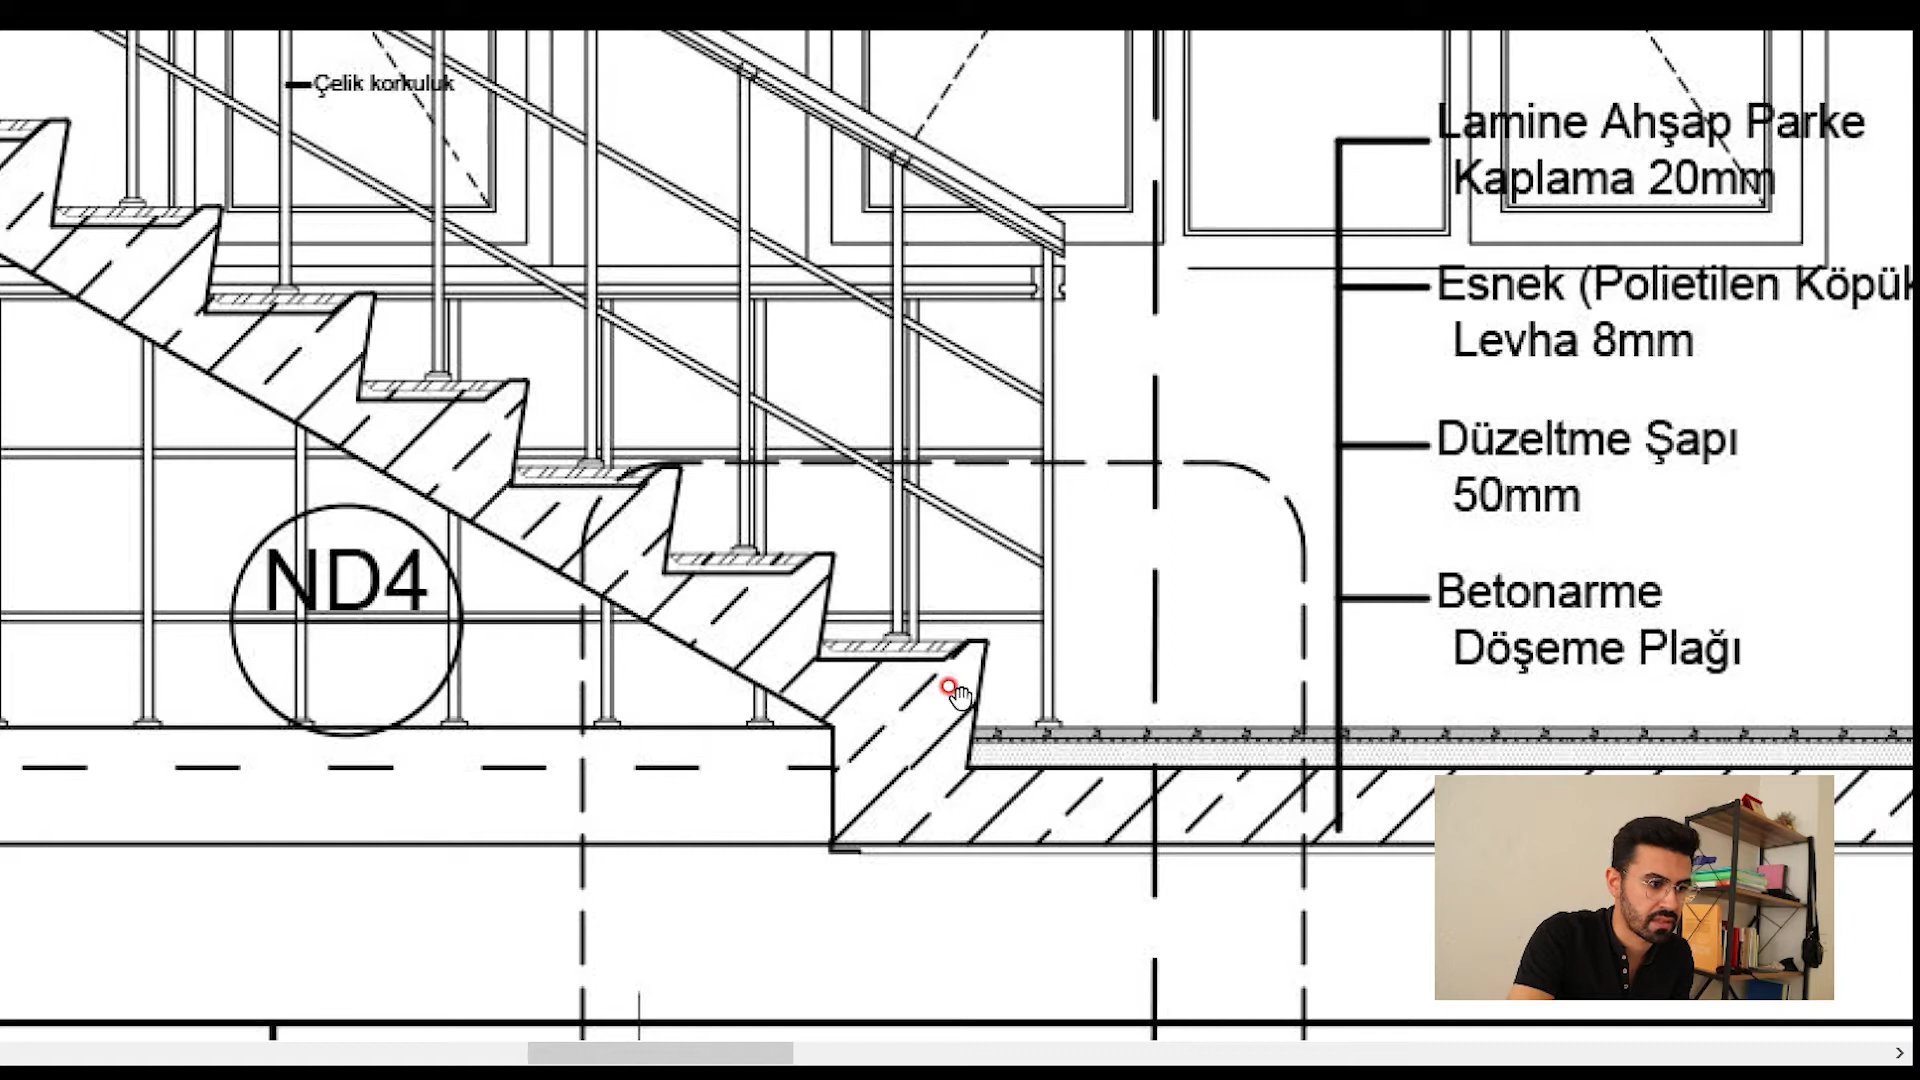 Çelik korkuluk
Lamine Ahşap Parke
Kaplama 20mm
Esnek (Polietilen Köpük
Levha 8mm
Düzeltme Şapı
50mm
Betonarme
Döşeme Plağı
ND4